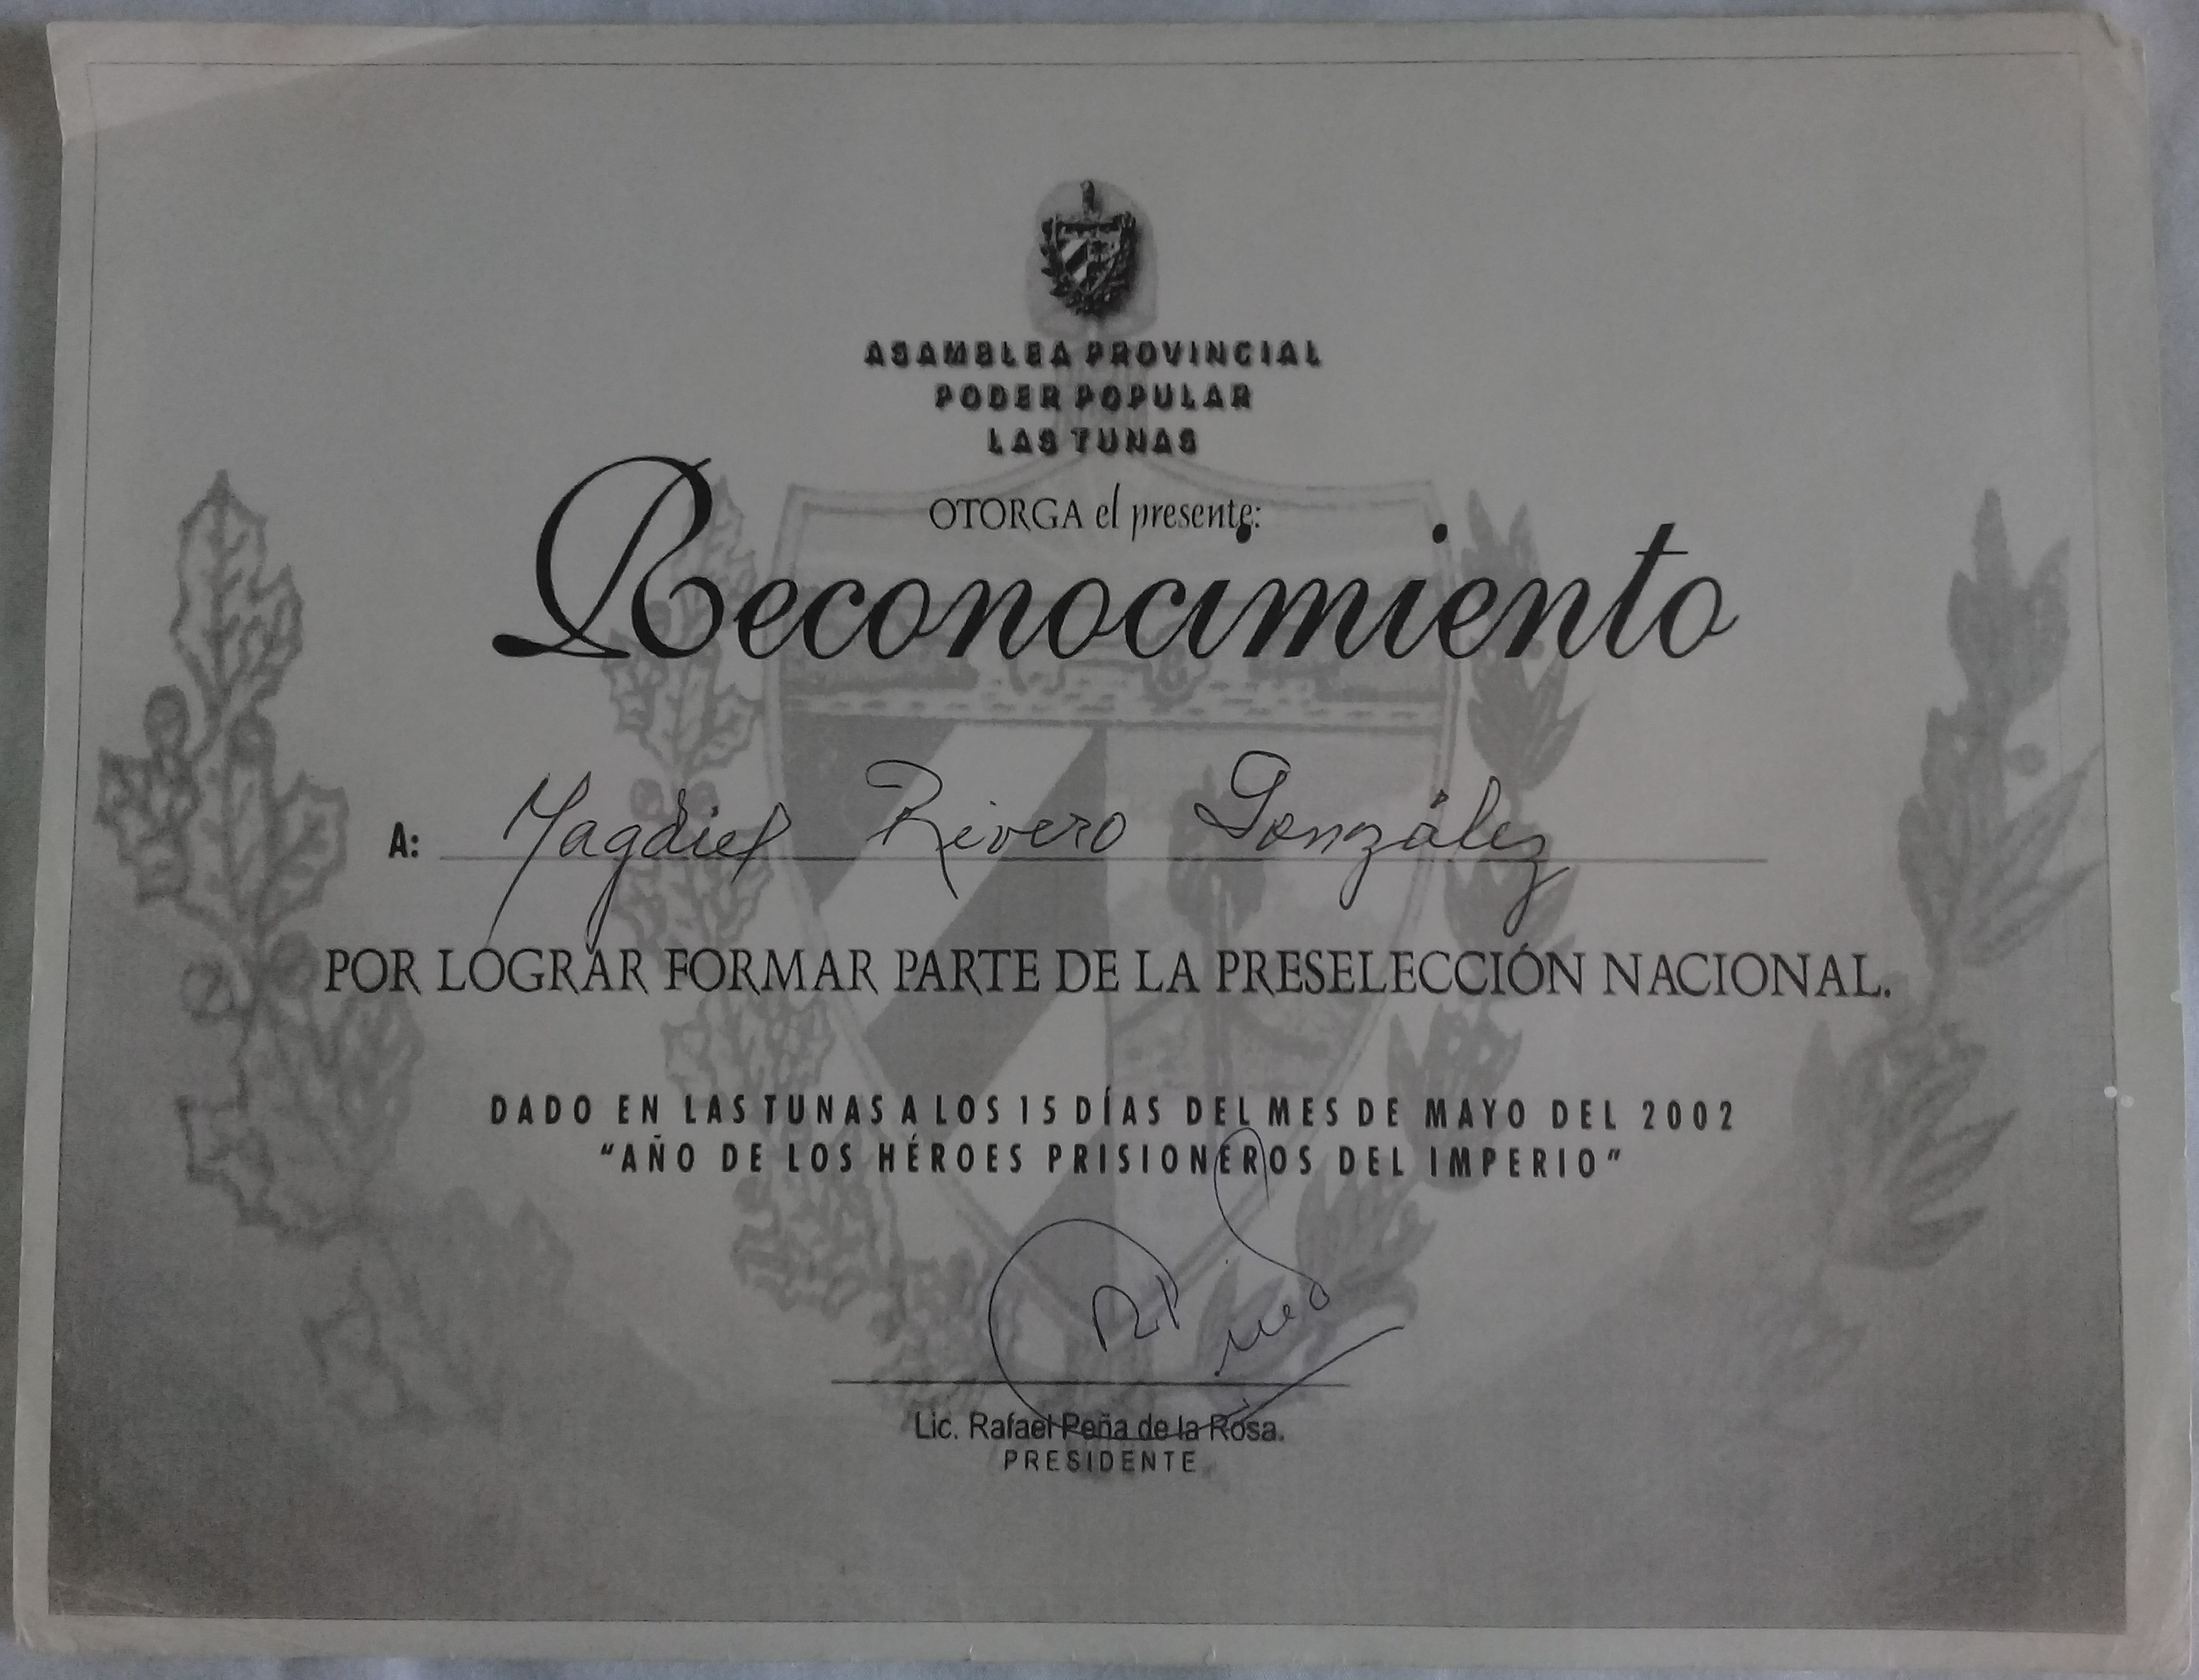 ASAMBLEA PROVINCIAL
PODER POPULAR
LAS TUNAS
OTORGA el presente:
Reconocimiento
A: Magdiel Rivero González
POR LOGRAR FORMAR PARTE DE LA PRESELECCIÓN NACIONAL.
DADO EN LAS TUNAS A LOS 15 DÍAS DEL MES DE MAYO DEL 2002
"AÑO DE LOS HÉROES PRISIONEROS DEL IMPERIO"
Lic. Rafael Peña de la Rosa.
PRESIDENTE